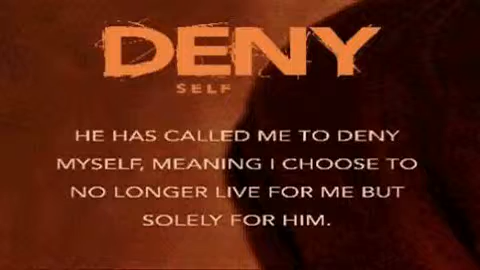 DENY
SELF
HE HAS CALLED ME TO DENY
MYSELF, MEANING I CHOOSE TO
NO LONGER LIVE FOR ME BUT
SOLELY FOR HIM.